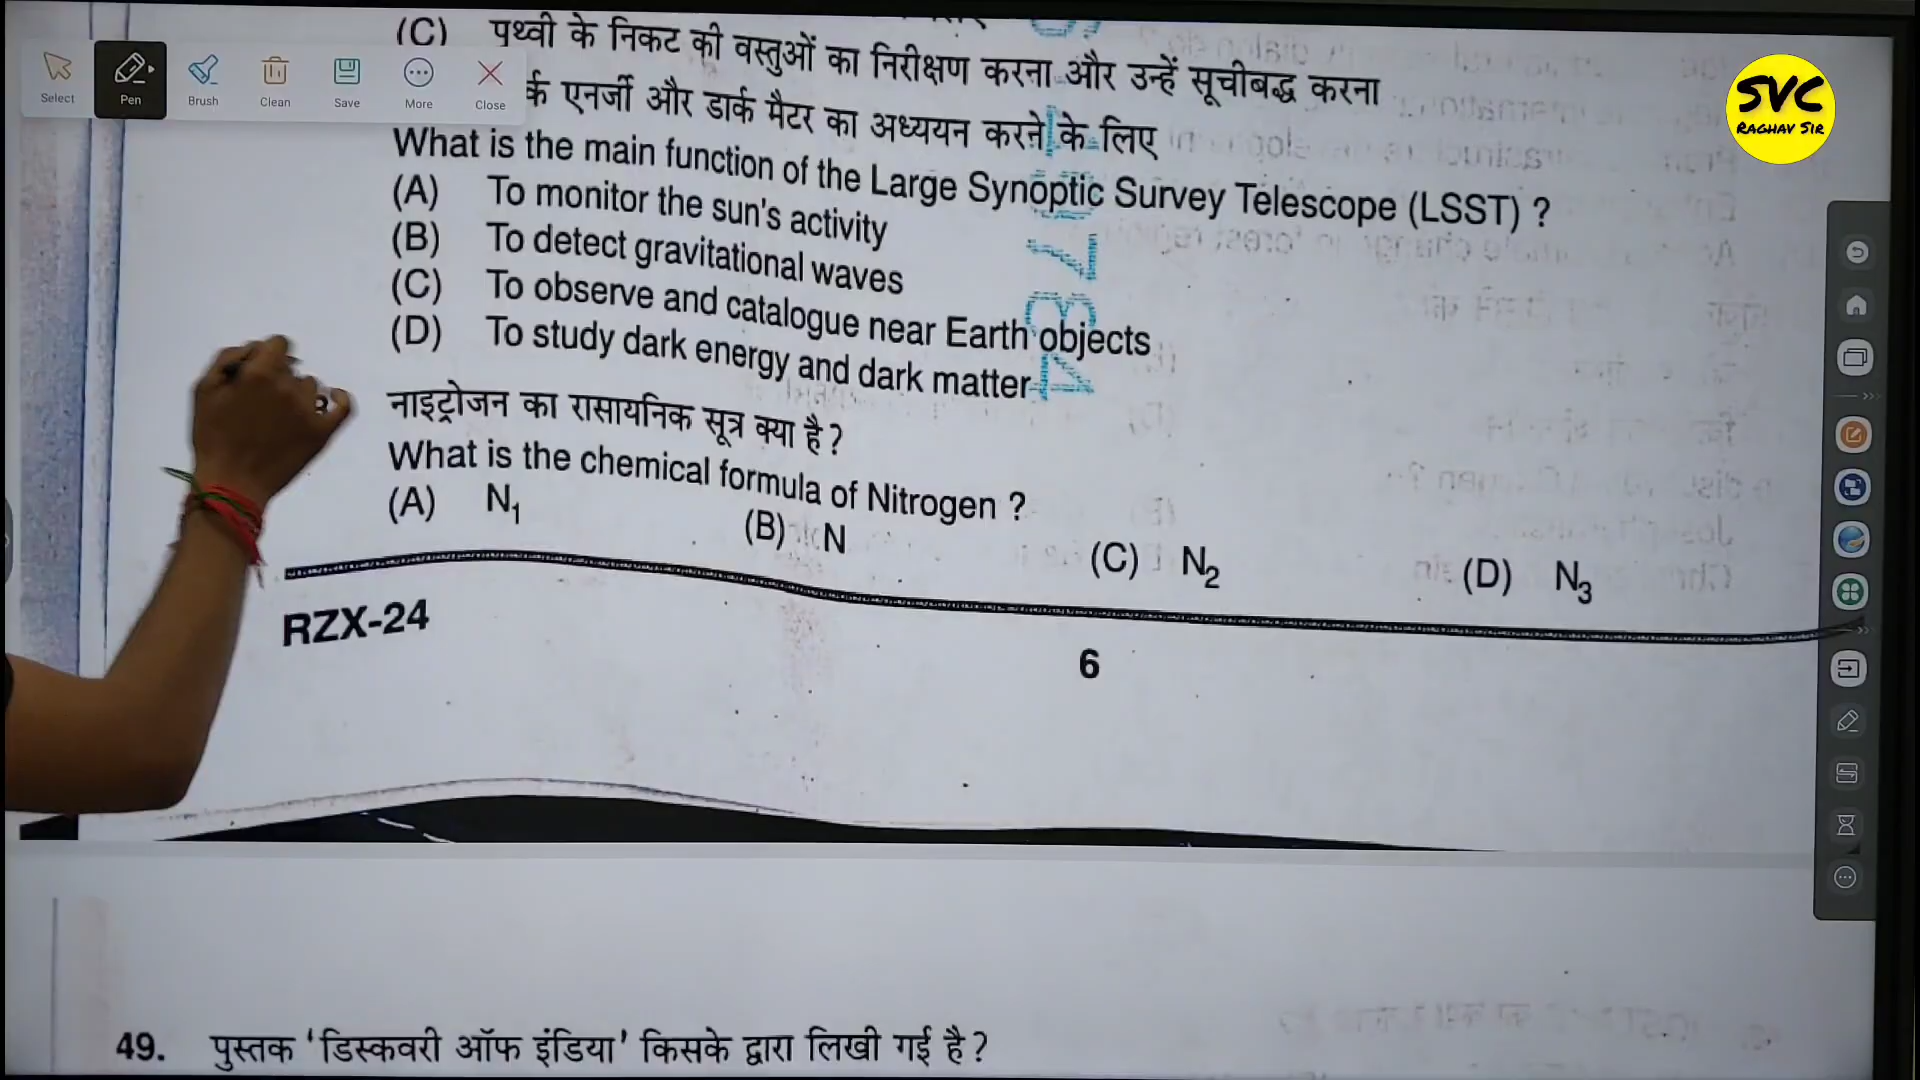 (C) पृथ्वी के निकट की वस्तुओं का निरीक्षण करना और उन्हें सूचीबद्ध करना
एनर्जी और डार्क मैटर का अध्ययन करने के लिए
What is the main function of the Large Synoptic Survey Telescope (LSST) ?
(A) To monitor the sun's activity
(B) To detect gravitational waves
(C) To observe and catalogue near Earth objects
(D) To study dark energy and dark matter
नाइट्रोजन का रासायनिक सूत्र क्या है ?
What is the chemical formula of Nitrogen ?
(A) N₁ (B) N (C) N₂ (D) N₃
RZX-24
6
49. पुस्तक 'डिस्कवरी ऑफ इंडिया' किसके द्वारा लिखी गई है ?
Select Pen Brush Clean Save More Close
SVC
RAGHAV SIR